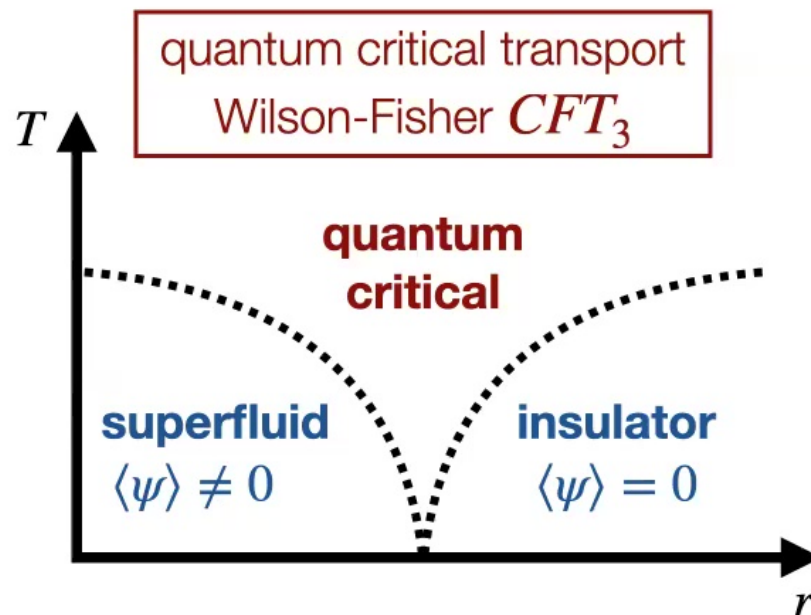 quantum critical transport
Wilson-Fisher CFT₃
T
quantum
critical
superfluid
insulator
⟨ψ⟩ ≠ 0
⟨ψ⟩ = 0
r